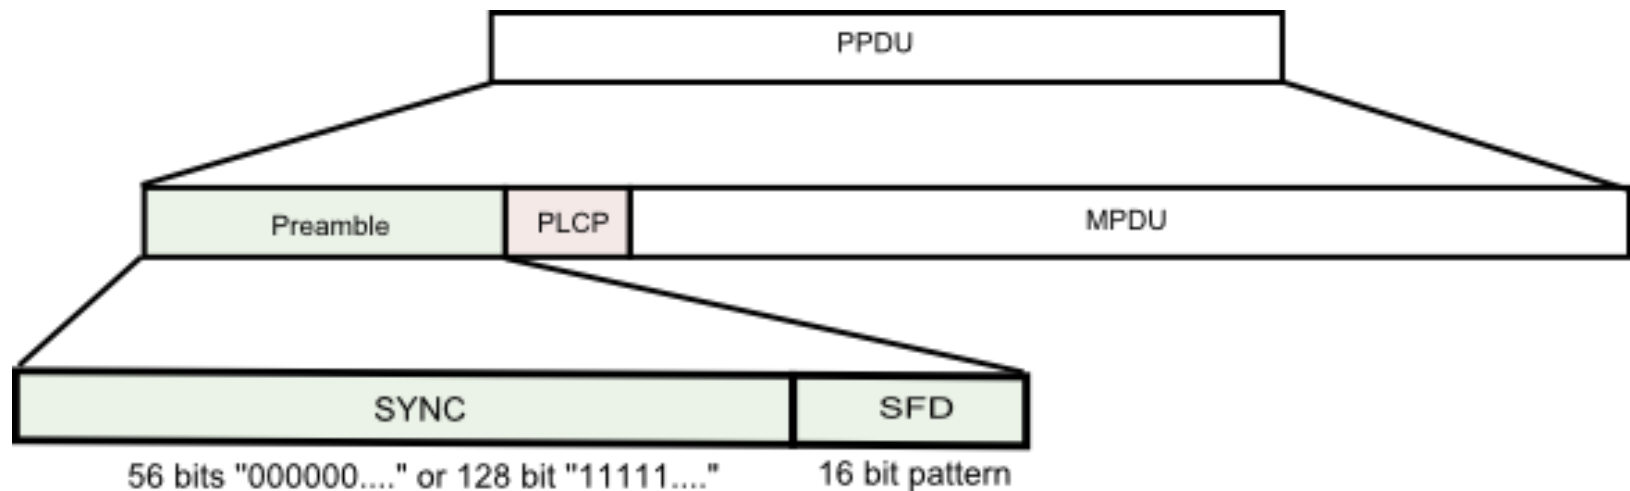 PPDU
Preamble PLCP MPDU
SYNC SFD
56 bits "000000...." or 128 bit "11111...." 16 bit pattern